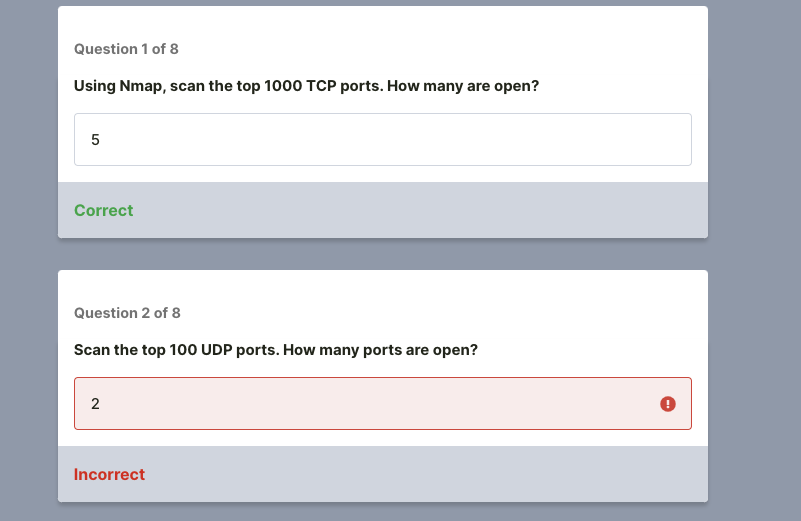 Question 1 of 8
Using Nmap, scan the top 1000 TCP ports. How many are open?
5
Correct
Question 2 of 8
Scan the top 100 UDP ports. How many ports are open?
2
Incorrect